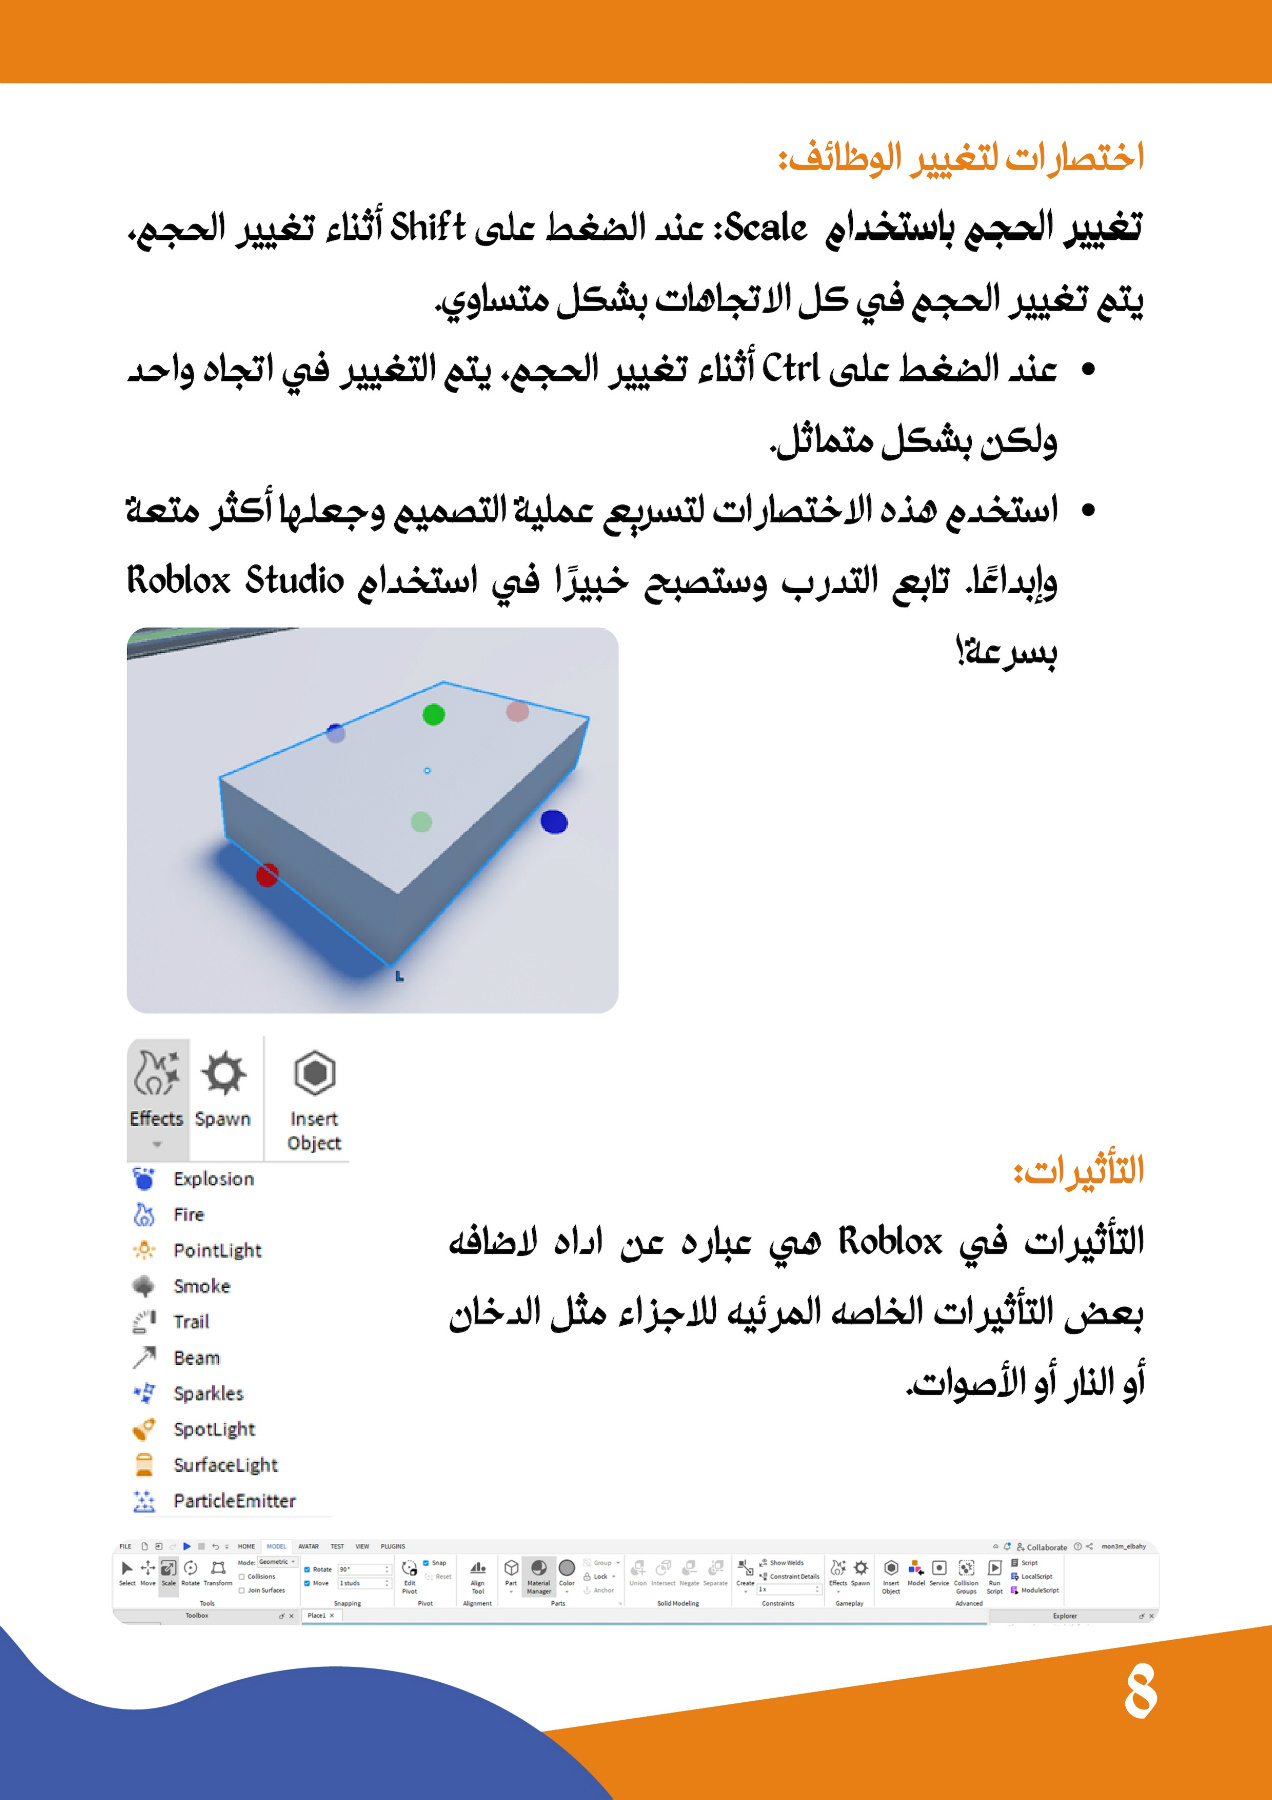 اختصارات لتغيير الوظائف:
تغيير الحجم باستخدام Scale: عند الضغط على Shift أثناء تغيير الحجم،
يتم تغيير الحجم في كل الاتجاهات بشكل متساوي.
• عند الضغط على Ctrl أثناء تغيير الحجم، يتم التغيير في اتجاه واحد
ولكن بشكل متماثل.
• استخدم هذه الاختصارات لتسريع عملية التصميم وجعلها أكثر متعة
وإبداعًا. تابع التدرب وستصبح خبيرًا في استخدام Roblox Studio
بسرعة!
Effects Spawn Insert Object
Explosion
Fire
PointLight
Smoke
Trail
Beam
Sparkles
SpotLight
SurfaceLight
ParticleEmitter
التأثيرات:
التأثيرات في Roblox هي عباره عن اداه لاضافه
بعض التأثيرات الخاصه المرئيه للاجزاء مثل الدخان
أو النار أو الأصوات.
FILE HOME MODEL AVATAR TEST VIEW PLUGINS Collaborate mon3m_elbahy
Mode: Geometric Rotate 90° Snap Group Show Welds Script
Collisions Move 1 studs Reset Lock Constraint Details LocalScript
Join Surfaces Anchor 1x ModuleScript
Select Move Scale Rotate Transform Edit Pivot Align Tool Part Material Manager Color Union Intersect Negate Separate Create Effects Spawn Insert Object Model Service Collision Groups Run Script
Tools Snapping Pivot Alignment Parts Solid Modeling Constraints Gameplay Advanced
Toolbox Place1 Explorer
8